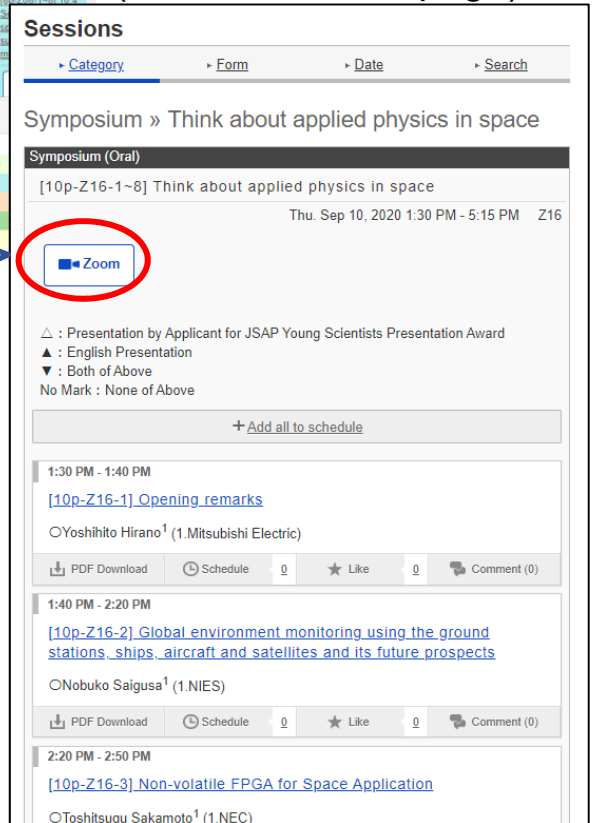 Sessions
▸ Category ▸ Form ▸ Date ▸ Search
Symposium » Think about applied physics in space
Symposium (Oral)
[10p-Z16-1~8] Think about applied physics in space
Thu. Sep 10, 2020 1:30 PM - 5:15 PM Z16
Zoom
△ : Presentation by Applicant for JSAP Young Scientists Presentation Award
▲ : English Presentation
▼ : Both of Above
No Mark : None of Above
+ Add all to schedule
1:30 PM - 1:40 PM
[10p-Z16-1] Opening remarks
○Yoshihito Hirano1 (1.Mitsubishi Electric)
PDF Download Schedule 0 Like 0 Comment (0)
1:40 PM - 2:20 PM
[10p-Z16-2] Global environment monitoring using the ground
stations, ships, aircraft and satellites and its future prospects
○Nobuko Saigusa1 (1.NIES)
PDF Download Schedule 0 Like 0 Comment (0)
2:20 PM - 2:50 PM
[10p-Z16-3] Non-volatile FPGA for Space Application
○Toshitsugu Sakamoto1 (1.NEC)